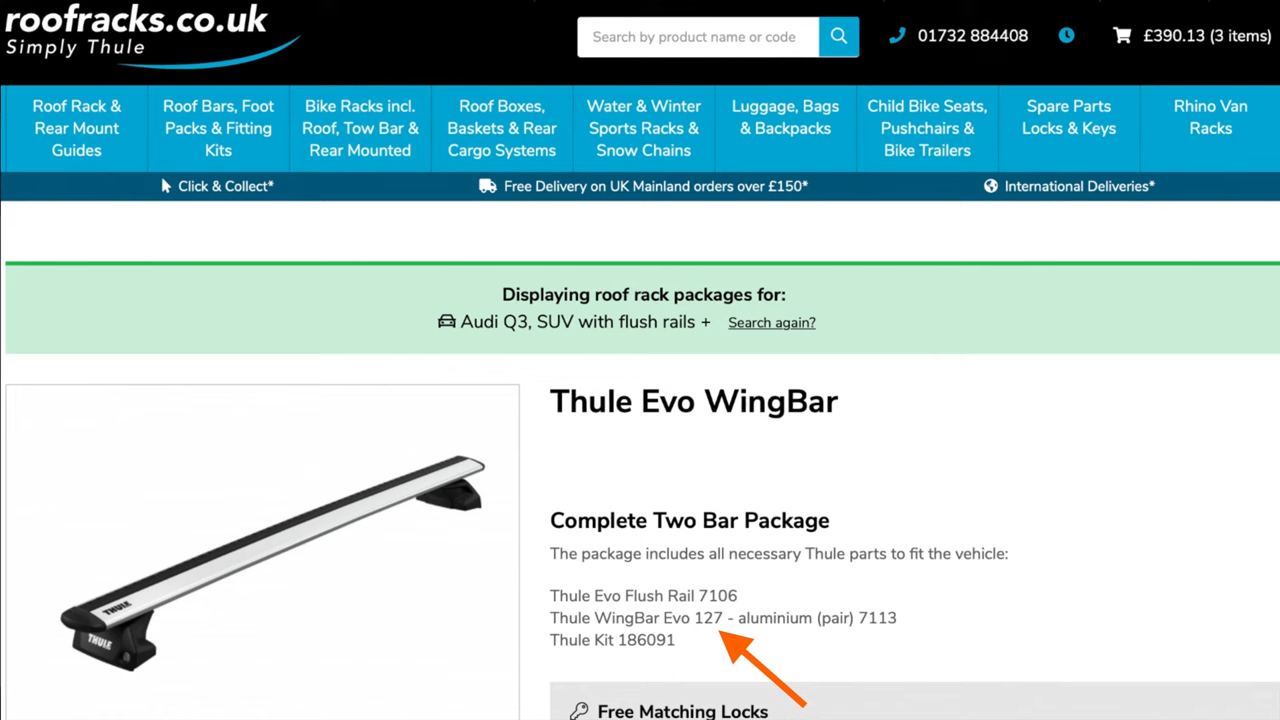 roofracks.co.uk
Simply Thule
Search by product name or code
01732 884408
£390.13 (3 items)
Roof Rack &
Rear Mount
Guides
Roof Bars, Foot
Packs & Fitting
Kits
Bike Racks incl.
Roof, Tow Bar &
Rear Mounted
Roof Boxes,
Baskets & Rear
Cargo Systems
Water & Winter
Sports Racks &
Snow Chains
Luggage, Bags
& Backpacks
Child Bike Seats,
Pushchairs &
Bike Trailers
Spare Parts
Locks & Keys
Rhino Van
Racks
Click & Collect*
Free Delivery on UK Mainland orders over £150*
International Deliveries*
Displaying roof rack packages for:
Audi Q3, SUV with flush rails + Search again?
THULE
THULE
Thule Evo WingBar
Complete Two Bar Package
The package includes all necessary Thule parts to fit the vehicle:
Thule Evo Flush Rail 7106
Thule WingBar Evo 127 - aluminium (pair) 7113
Thule Kit 186091
Free Matching Locks